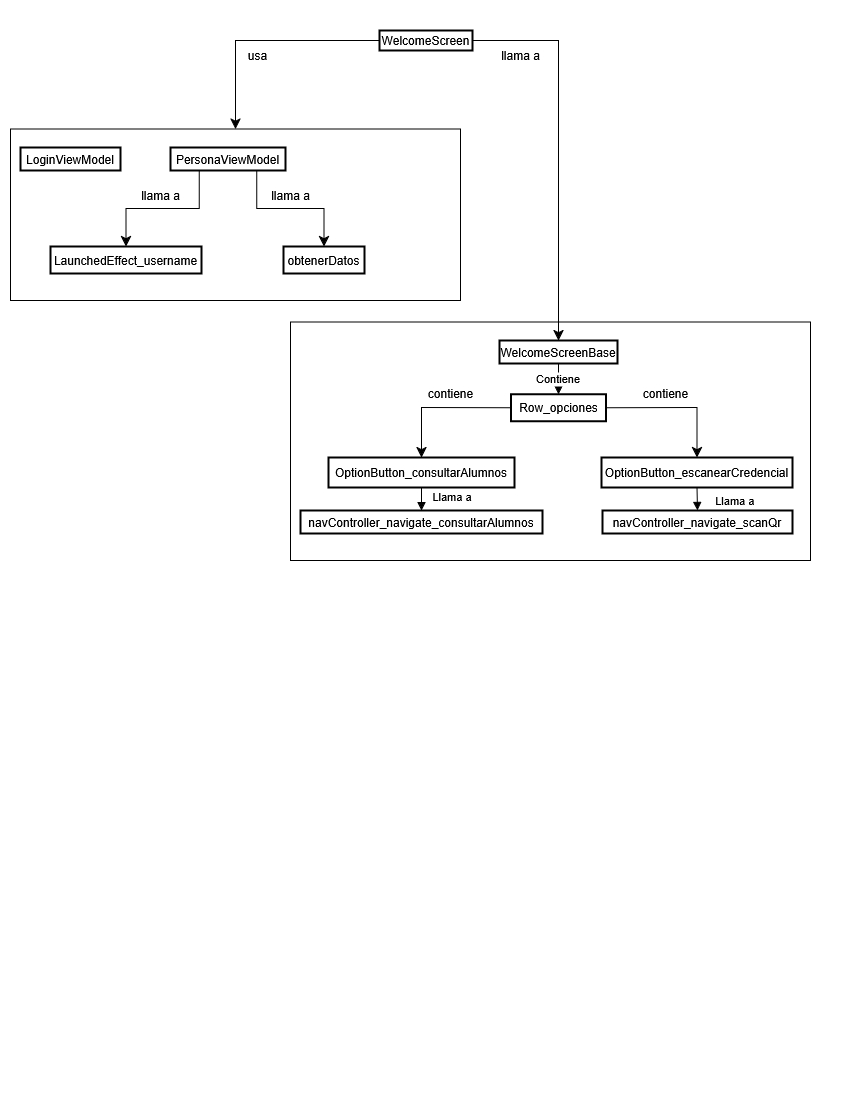 WelcomeScreen
usa
llama a
LoginViewModel
PersonaViewModel
llama a
llama a
LaunchedEffect_username
obtenerDatos
WelcomeScreenBase
Contiene
contiene
contiene
Row_opciones
OptionButton_consultarAlumnos
OptionButton_escanearCredencial
Llama a
Llama a
navController_navigate_consultarAlumnos
navController_navigate_scanQr